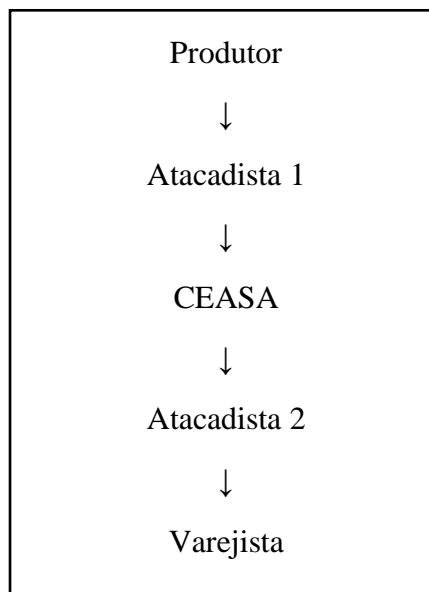 Produtor
↓
Atacadista 1
↓
CEASA
↓
Atacadista 2
↓
Varejista